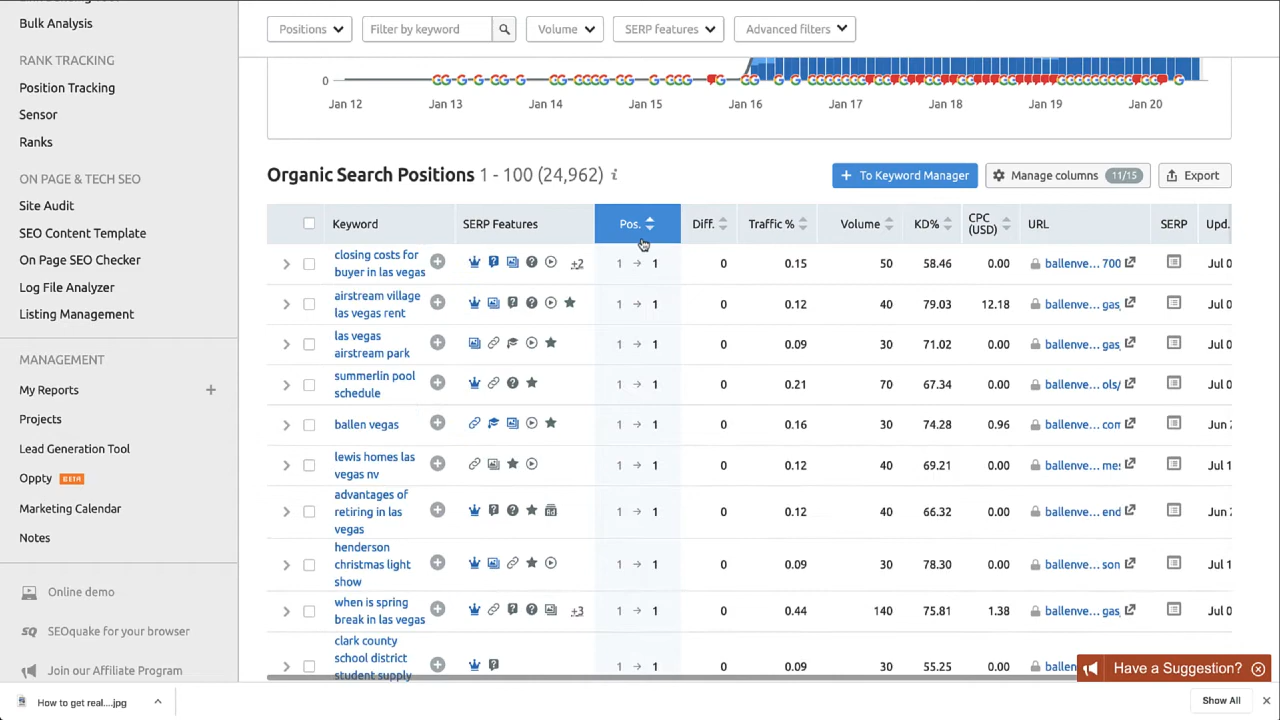 Bulk Analysis
RANK TRACKING
Position Tracking
Sensor
Ranks
ON PAGE & TECH SEO
Site Audit
SEO Content Template
On Page SEO Checker
Log File Analyzer
Listing Management
MANAGEMENT
My Reports +
Projects
Lead Generation Tool
Oppty BETA
Marketing Calendar
Notes
Online demo
SEOquake for your browser
Join our Affiliate Program
Positions Filter by keyword Volume SERP features Advanced filters
0
Jan 12 Jan 13 Jan 14 Jan 15 Jan 16 Jan 17 Jan 18 Jan 19 Jan 20
Organic Search Positions 1 - 100 (24,962) i
+ To Keyword Manager Manage columns 11/15 Export
Keyword SERP Features Pos. Diff. Traffic % Volume KD% CPC (USD) URL SERP Upd.
closing costs for
buyer in las vegas +2 1 → 1 0 0.15 50 58.46 0.00 ballenve... 700 Jul 0
airstream village
las vegas rent 1 → 1 0 0.12 40 79.03 12.18 ballenve... gas, Jul 0
las vegas
airstream park 1 → 1 0 0.09 30 71.02 0.00 ballenve... gas, Jul 0
summerlin pool
schedule 1 → 1 0 0.21 70 67.34 0.00 ballenve... ols/ Jul 0
ballen vegas 1 → 1 0 0.16 30 74.28 0.96 ballenve... con Jun
lewis homes las
vegas nv 1 → 1 0 0.12 40 69.21 0.00 ballenve... me: Jul 1
advantages of
retiring in las
vegas 1 → 1 0 0.12 40 66.32 0.00 ballenve... end Jun
henderson
christmas light
show 1 → 1 0 0.09 30 78.30 0.00 ballenve... son Jul 1
when is spring
break in las vegas +3 1 → 1 0 0.44 140 75.81 1.38 ballenve... gas, Jul 0
clark county
school district
student supply 1 → 1 0 0.09 30 55.25 0.00 ballen
Have a Suggestion?
How to get real....jpg
Show All